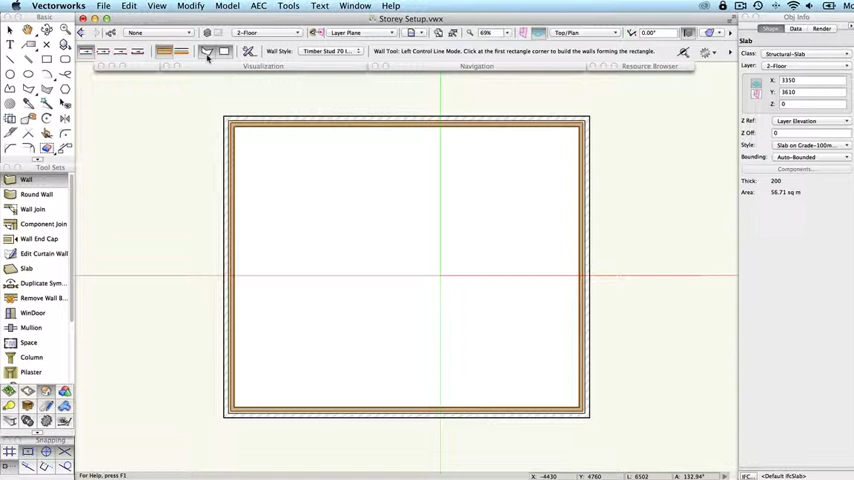 Vectorworks File Edit View Modify Model AEC Tools Text Window Help
Storey Setup.vwx
None
2-Floor
Layer Plane
69%
Top/Plan
0.00°
Wall Style:
Timber Stud 70 I...
Wall Tool: Left Control Line Mode. Click at the first rectangle corner to build the walls forming the rectangle.
Visualization
Navigation
Resource Browser
Tool Sets
Wall
Round Wall
Wall Join
Component Join
Wall End Cap
Edit Curtain Wall
Slab
Duplicate Sym...
Remove Wall B...
WinDoor
Mullion
Space
Column
Pilaster
Snapping
Obj Info
Shape Data Render
Slab
Class: Structural-Slab
Layer: 2-Floor
X: 3350
Y: 3610
Z: 0
Z Ref: Layer Elevation
Z Off: 0
Style: Slab on Grade-100m...
Bounding: Auto-Bounded
Components...
Thick: 200
Area: 56.71 sq m
For Help, press F1
X: -4430
Y: 4760
L: 6502
A: 132.94°
IFC...
<Default IfcSlab>